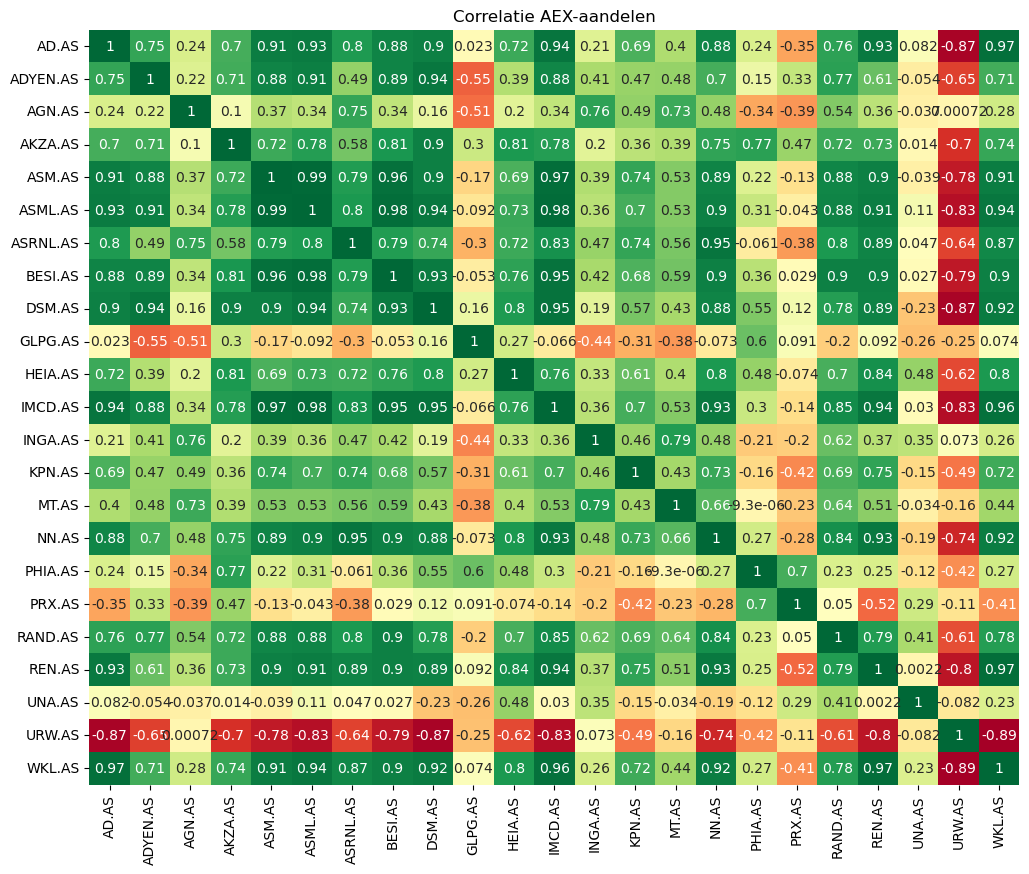 Correlatie AEX-aandelen
AD.AS 1 0.75 0.24 0.7 0.91 0.93 0.8 0.88 0.9 0.023 0.72 0.94 0.21 0.69 0.4 0.88 0.24 -0.35 0.76 0.93 0.082 -0.87 0.97
ADYEN.AS 0.75 1 0.22 0.71 0.88 0.91 0.49 0.89 0.94 -0.55 0.39 0.88 0.41 0.47 0.48 0.7 0.15 0.33 0.77 0.61 -0.054 -0.65 0.71
AGN.AS 0.24 0.22 1 0.1 0.37 0.34 0.75 0.34 0.16 -0.51 0.2 0.34 0.76 0.49 0.73 0.48 -0.34 -0.39 0.54 0.36 -0.037 0.00072 0.28
AKZA.AS 0.7 0.71 0.1 1 0.72 0.78 0.58 0.81 0.9 0.3 0.81 0.78 0.2 0.36 0.39 0.75 0.77 0.47 0.72 0.73 0.014 -0.7 0.74
ASM.AS 0.91 0.88 0.37 0.72 1 0.99 0.79 0.96 0.9 -0.17 0.69 0.97 0.39 0.74 0.53 0.89 0.22 -0.13 0.88 0.9 -0.039 -0.78 0.91
ASML.AS 0.93 0.91 0.34 0.78 0.99 1 0.8 0.98 0.94 -0.092 0.73 0.98 0.36 0.7 0.53 0.9 0.31 -0.043 0.88 0.91 0.11 -0.83 0.94
ASRNL.AS 0.8 0.49 0.75 0.58 0.79 0.8 1 0.79 0.74 -0.3 0.72 0.83 0.47 0.74 0.56 0.95 -0.061 -0.38 0.8 0.89 0.047 -0.64 0.87
BESI.AS 0.88 0.89 0.34 0.81 0.96 0.98 0.79 1 0.93 -0.053 0.76 0.95 0.42 0.68 0.59 0.9 0.36 0.029 0.9 0.9 0.027 -0.79 0.9
DSM.AS 0.9 0.94 0.16 0.9 0.9 0.94 0.74 0.93 1 0.16 0.8 0.95 0.19 0.57 0.43 0.88 0.55 0.12 0.78 0.89 -0.23 -0.87 0.92
GLPG.AS 0.023 -0.55 -0.51 0.3 -0.17 -0.092 -0.3 -0.053 0.16 1 0.27 -0.066 -0.44 -0.31 -0.38 -0.073 0.6 0.091 -0.2 0.092 -0.26 -0.25 0.074
HEIA.AS 0.72 0.39 0.2 0.81 0.69 0.73 0.72 0.76 0.8 0.27 1 0.76 0.33 0.61 0.4 0.8 0.48 -0.074 0.7 0.84 0.48 -0.62 0.8
IMCD.AS 0.94 0.88 0.34 0.78 0.97 0.98 0.83 0.95 0.95 -0.066 0.76 1 0.36 0.7 0.53 0.93 0.3 -0.14 0.85 0.94 0.03 -0.83 0.96
INGA.AS 0.21 0.41 0.76 0.2 0.39 0.36 0.47 0.42 0.19 -0.44 0.33 0.36 1 0.46 0.79 0.48 -0.21 -0.2 0.62 0.37 0.35 0.073 0.26
KPN.AS 0.69 0.47 0.49 0.36 0.74 0.7 0.74 0.68 0.57 -0.31 0.61 0.7 0.46 1 0.43 0.73 -0.16 -0.42 0.69 0.75 -0.15 -0.49 0.72
MT.AS 0.4 0.48 0.73 0.39 0.53 0.53 0.56 0.59 0.43 -0.38 0.4 0.53 0.79 0.43 1 0.66 -9.3e-06 -0.23 0.64 0.51 -0.034 -0.16 0.44
NN.AS 0.88 0.7 0.48 0.75 0.89 0.9 0.95 0.9 0.88 -0.073 0.8 0.93 0.48 0.73 0.66 1 0.27 -0.28 0.84 0.93 -0.19 -0.74 0.92
PHIA.AS 0.24 0.15 -0.34 0.77 0.22 0.31 -0.061 0.36 0.55 0.6 0.48 0.3 -0.21 -0.16 -9.3e-06 0.27 1 0.7 0.23 0.25 -0.12 -0.42 0.27
PRX.AS -0.35 0.33 -0.39 0.47 -0.13 -0.043 -0.38 0.029 0.12 0.091 -0.074 -0.14 -0.2 -0.42 -0.23 -0.28 0.7 1 0.05 -0.52 0.29 -0.11 -0.41
RAND.AS 0.76 0.77 0.54 0.72 0.88 0.88 0.8 0.9 0.78 -0.2 0.7 0.85 0.62 0.69 0.64 0.84 0.23 0.05 1 0.79 0.41 -0.61 0.78
REN.AS 0.93 0.61 0.36 0.73 0.9 0.91 0.89 0.9 0.89 0.092 0.84 0.94 0.37 0.75 0.51 0.93 0.25 -0.52 0.79 1 0.0022 -0.8 0.97
UNA.AS 0.082 -0.054 -0.037 0.014 -0.039 0.11 0.047 0.027 -0.23 -0.26 0.48 0.03 0.35 -0.15 -0.034 -0.19 -0.12 0.29 0.41 0.0022 1 -0.082 0.23
URW.AS -0.87 -0.65 0.00072 -0.7 -0.78 -0.83 -0.64 -0.79 -0.87 -0.25 -0.62 -0.83 0.073 -0.49 -0.16 -0.74 -0.42 -0.11 -0.61 -0.8 -0.082 1 -0.89
WKL.AS 0.97 0.71 0.28 0.74 0.91 0.94 0.87 0.9 0.92 0.074 0.8 0.96 0.26 0.72 0.44 0.92 0.27 -0.41 0.78 0.97 0.23 -0.89 1
AD.AS ADYEN.AS AGN.AS AKZA.AS ASM.AS ASML.AS ASRNL.AS BESI.AS DSM.AS GLPG.AS HEIA.AS IMCD.AS INGA.AS KPN.AS MT.AS NN.AS PHIA.AS PRX.AS RAND.AS REN.AS UNA.AS URW.AS WKL.AS